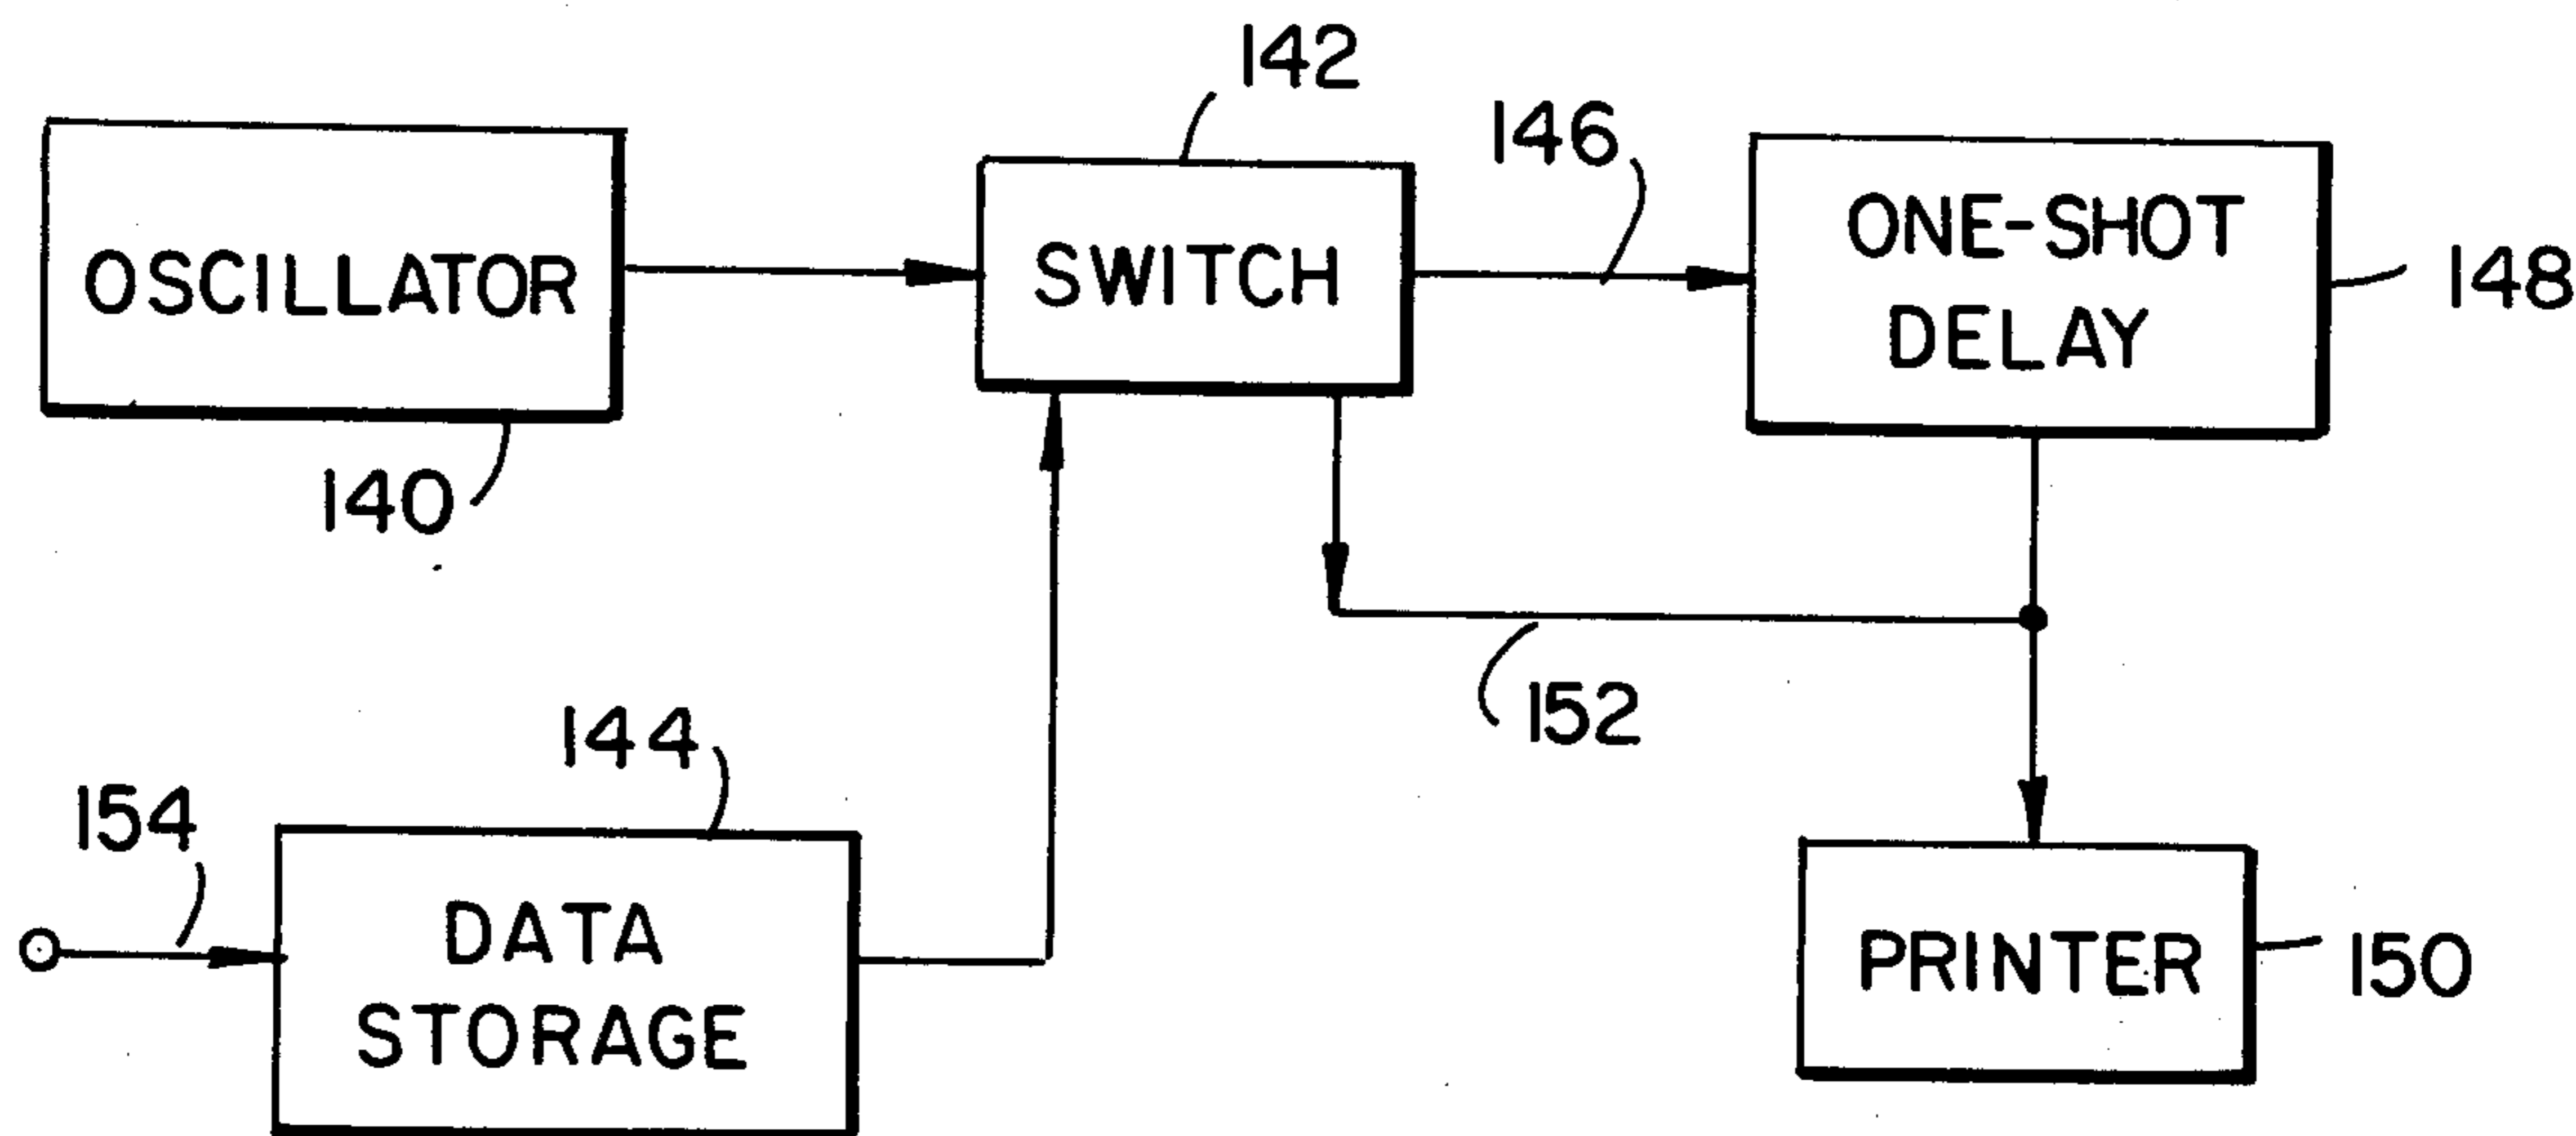 142
146
OSCILLATOR
SWITCH
ONE-SHOT
DELAY
148
140
152
144
154
DATA
STORAGE
PRINTER
150